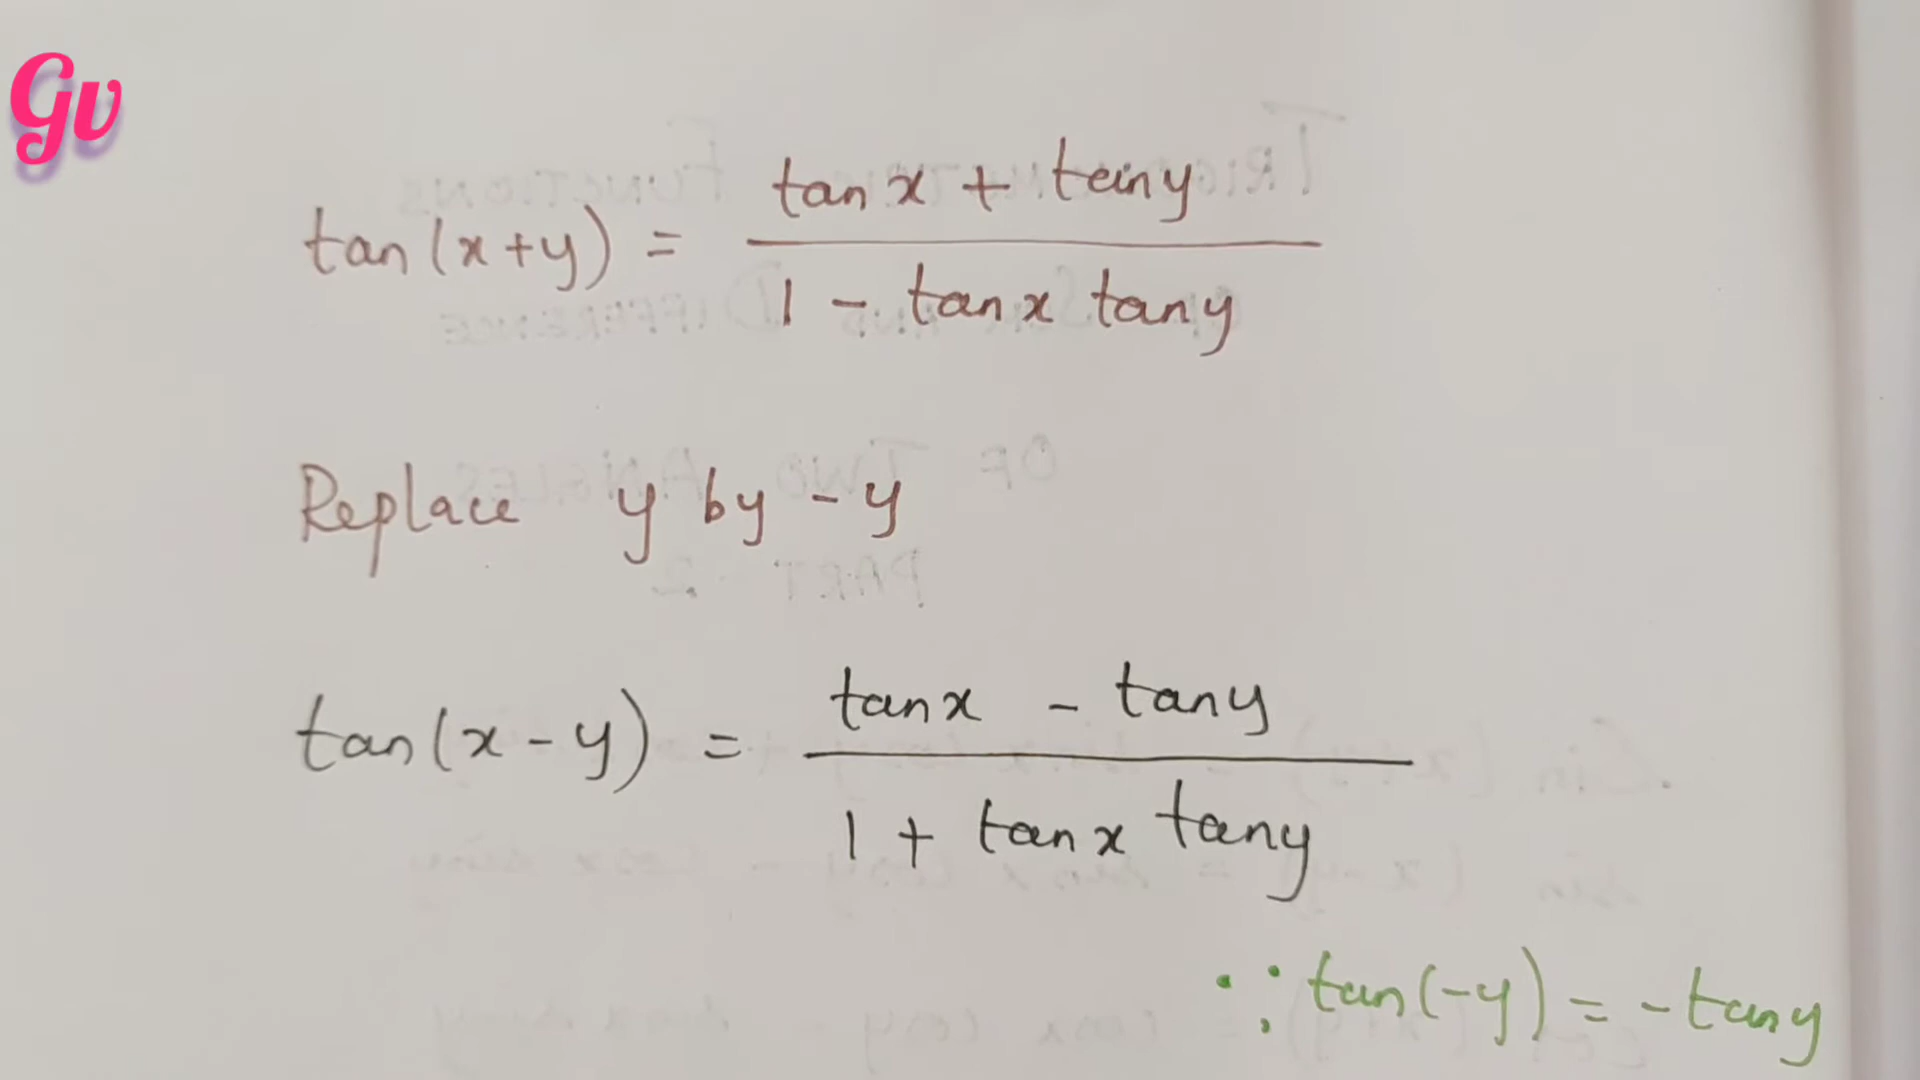 Gv
tan(x+y) = tan x + tan y / 1 - tan x tan y
Replace y by -y
tan(x-y) = tan x - tan y / 1 + tan x tan y
∵ tan(-y) = -tan y